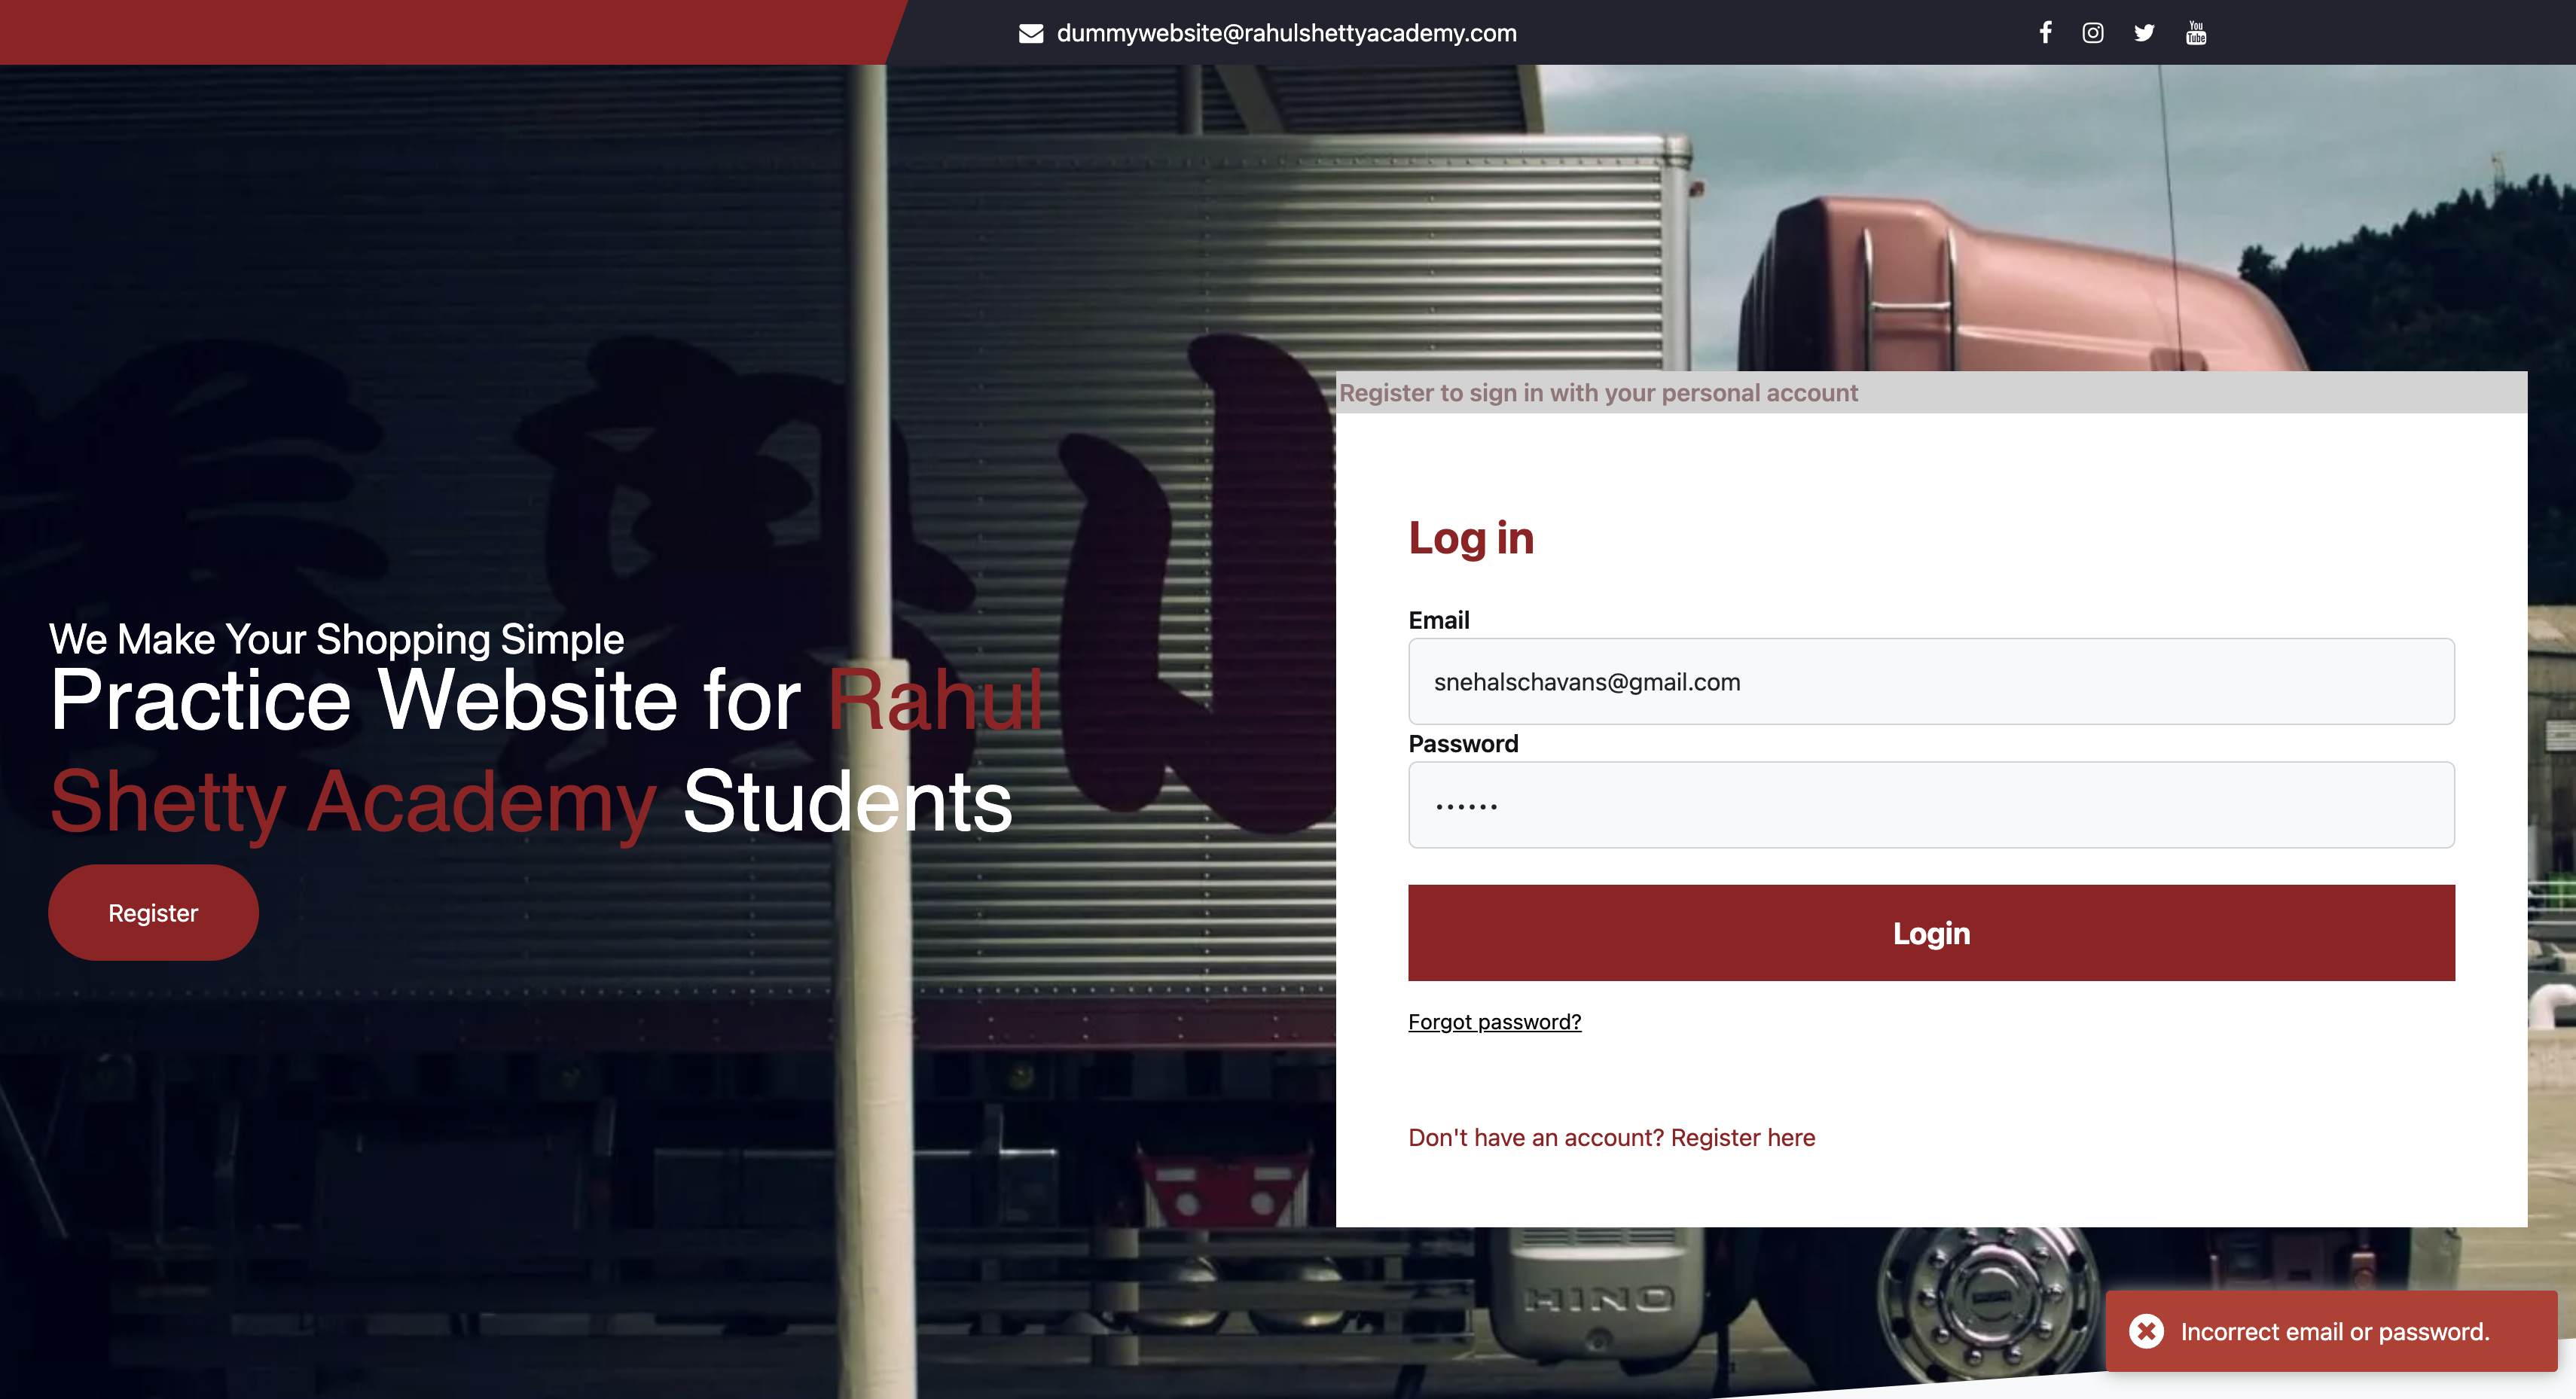 dummywebsite@rahulshettyacademy.com
You
Tube
We Make Your Shopping Simple
Practice Website for Rahul
Shetty Academy Students
Register
Register to sign in with your personal account
Log in
Email
snehalschavans@gmail.com
Password
Login
Forgot password?
Don't have an account? Register here
HINO
Incorrect email or password.